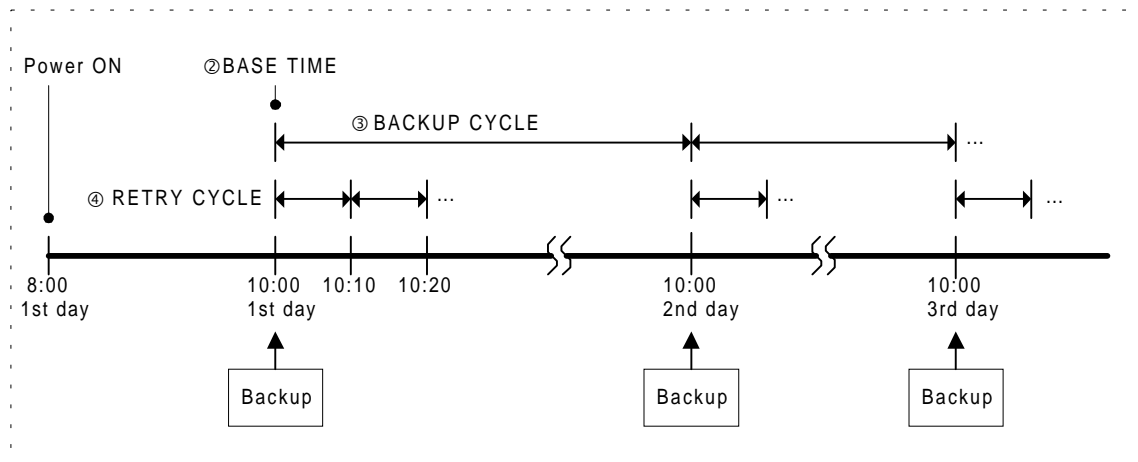 Power ON
②BASE TIME
③ BACKUP CYCLE
...
④ RETRY CYCLE
...
...
...
8:00
1st day
10:00
1st day
10:10
10:20
10:00
2nd day
10:00
3rd day
Backup
Backup
Backup